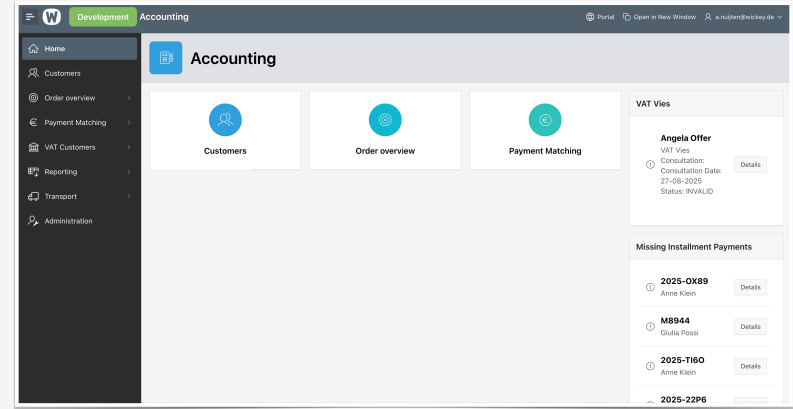 W
Development
Accounting
Portal
Open in New Window
a.nuijten@wickey.de
Home
Customers
Order overview
Payment Matching
VAT Customers
Reporting
Transport
Administration
Accounting
Customers
Order overview
Payment Matching
VAT Vies
Angela Offer
VAT Vies
Consultation:
Consultation Date:
27-08-2025
Status: INVALID
Details
Missing Installment Payments
2025-OX89
Anne Klein
Details
M8944
Giulia Possi
Details
2025-TI6O
Anne Klein
Details
2025-22P6